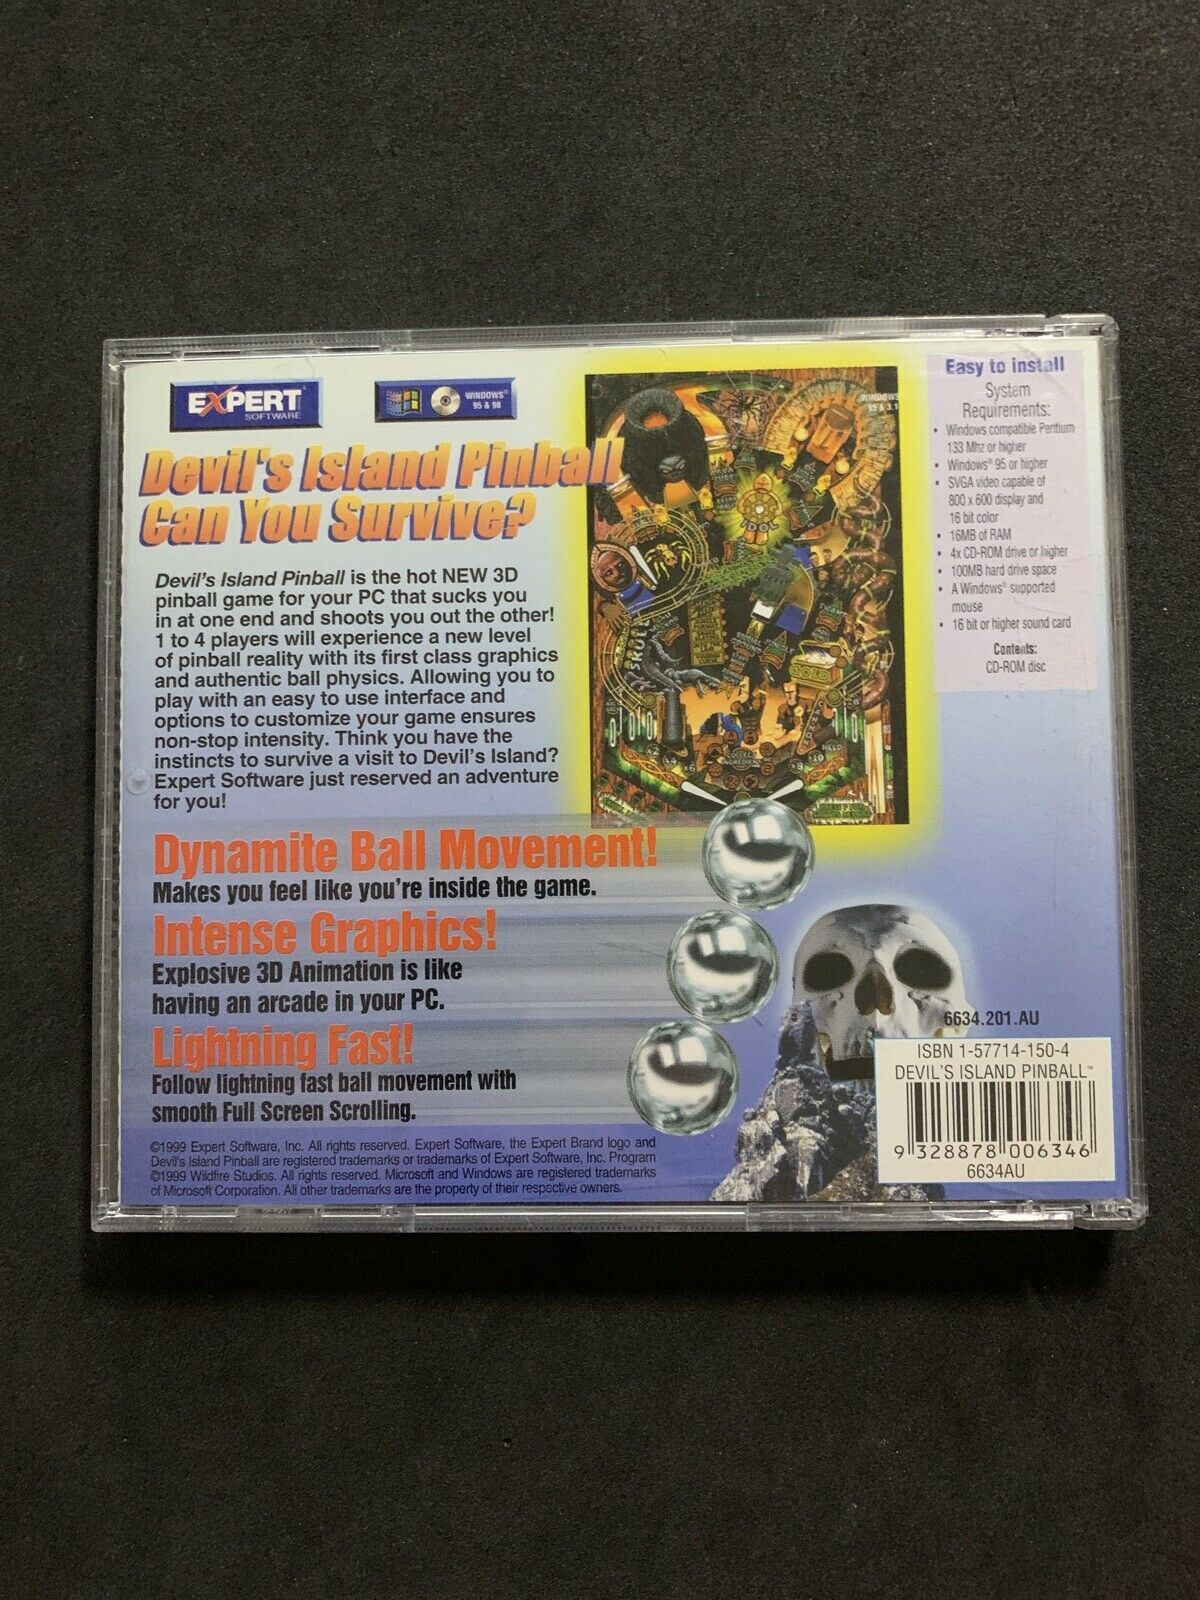 EXPERT
SOFTWARE
WINDOWS®
95 & 98
Devil's Island Pinball
Can You Survive?
Devil's Island Pinball is the hot NEW 3D
pinball game for your PC that sucks you
in at one end and shoots you out the other!
1 to 4 players will experience a new level
of pinball reality with its first class graphics
and authentic ball physics. Allowing you to
play with an easy to use interface and
options to customize your game ensures
non-stop intensity. Think you have the
instincts to survive a visit to Devil's Island?
Expert Software just reserved an adventure
for you!
Dynamite Ball Movement!
Makes you feel like you're inside the game.
Intense Graphics!
Explosive 3D Animation is like
having an arcade in your PC.
Lightning Fast!
Follow lightning fast ball movement with
smooth Full Screen Scrolling.
©1999 Expert Software, Inc. All rights reserved. Expert Software, the Expert Brand logo and
Devil's Island Pinball are registered trademarks or trademarks of Expert Software, Inc. Program
©1999 Wildfire Studios. All rights reserved. Microsoft and Windows are registered trademarks
of Microsoft Corporation. All other trademarks are the property of their respective owners.
WINDOWS
95 & 3.1
IDOL
SKULL
GOLD
HELD
x2
x4
x6
x8
x10
Easy to install
System
Requirements:
• Windows compatible Pentium
133 Mhz or higher
• Windows® 95 or higher
• SVGA video capable of
800 x 600 display and
16 bit color
• 16MB of RAM
• 4x CD-ROM drive or higher
• 100MB hard drive space
• A Windows® supported
mouse
• 16 bit or higher sound card
Contents:
CD-ROM disc
6634.201.AU
ISBN 1-57714-150-4
DEVIL'S ISLAND PINBALL™
9 328878 006346
6634AU